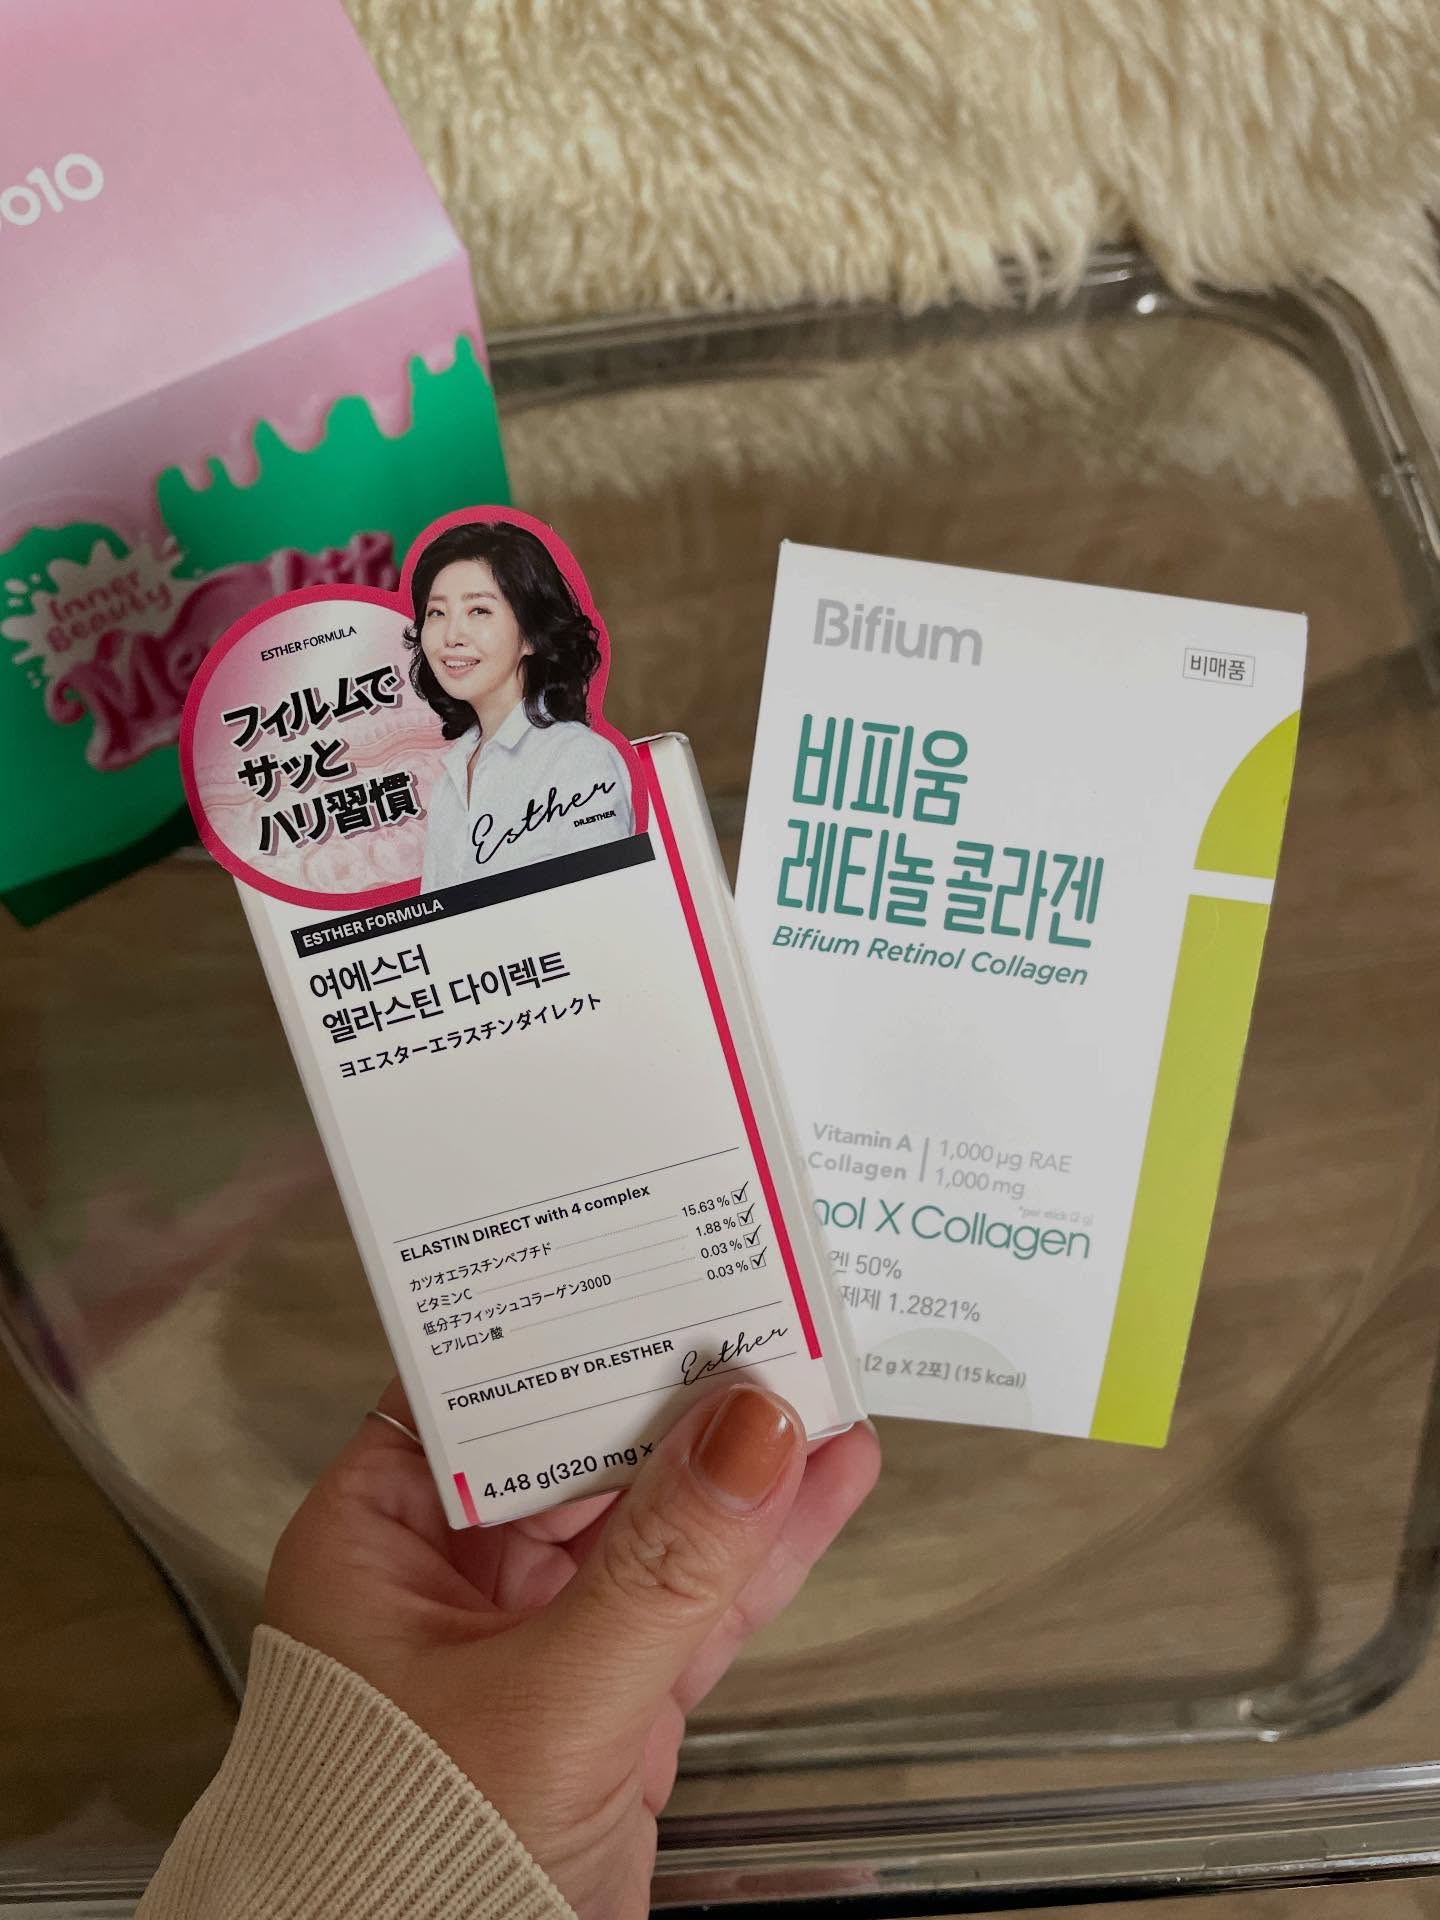 Inner
Beauty
ESTHER FORMULA
フィルムで
サッと
ハリ習慣
Esther
DR.ESTHER
ESTHER FORMULA
여에스더
엘라스틴 다이렉트
ヨエスターエラスチンダイレクト
ELASTIN DIRECT with 4 complex
カツオエラスチンペプチド 15.63%
ビタミンC 1.88%
低分子フィッシュコラーゲン300D 0.03%
ヒアルロン酸 0.03%
FORMULATED BY DR.ESTHER Esther
4.48 g(320 mg×
Bifium
비매품
비피움
레티놀 콜라겐
Bifium Retinol Collagen
Vitamin A 1,000 μg RAE
Collagen 1,000 mg
*per stick (2 g)
X Collagen
50%
1.2821%
[2 g X 2포] (15 kcal)